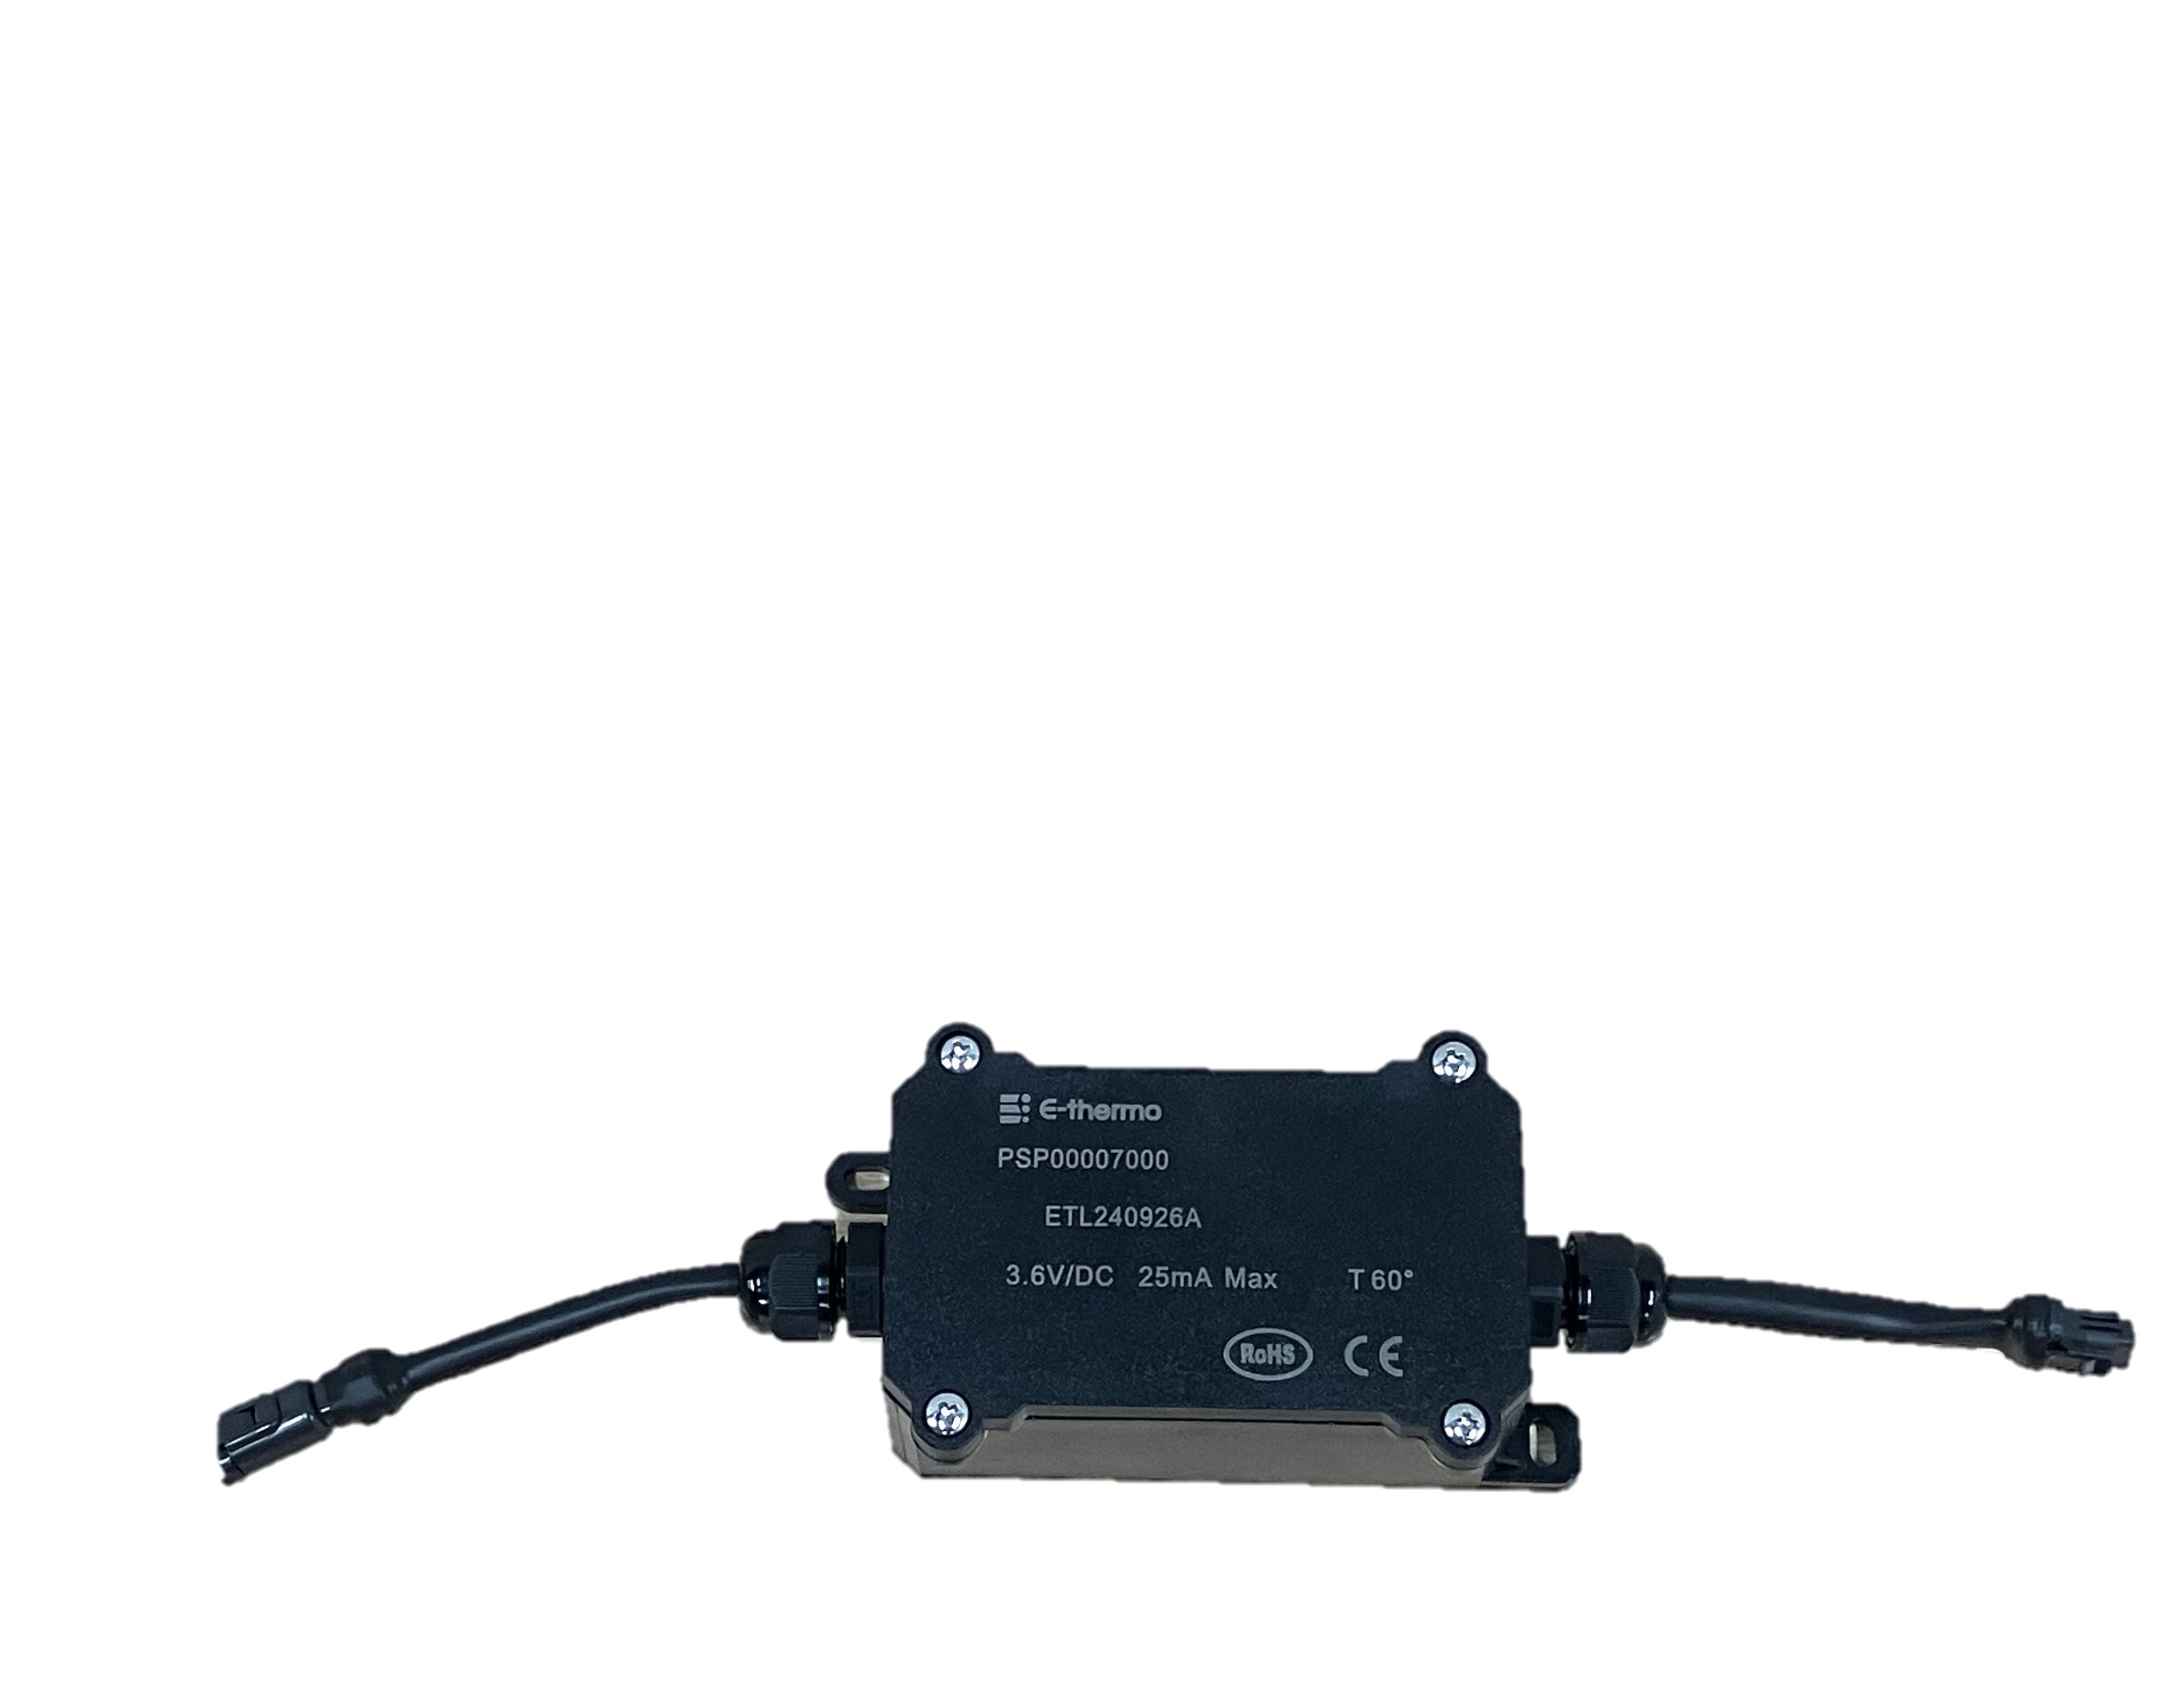 E-thermo
PSP00007000
ETL240926A
3.6V/DC 25mA Max T 60°
RoHS CE